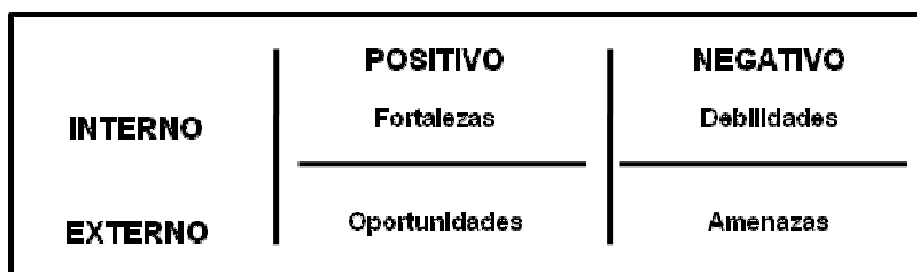 POSITIVO NEGATIVO
INTERNO Fortalezas Debilidades
EXTERNO Oportunidades Amenazas